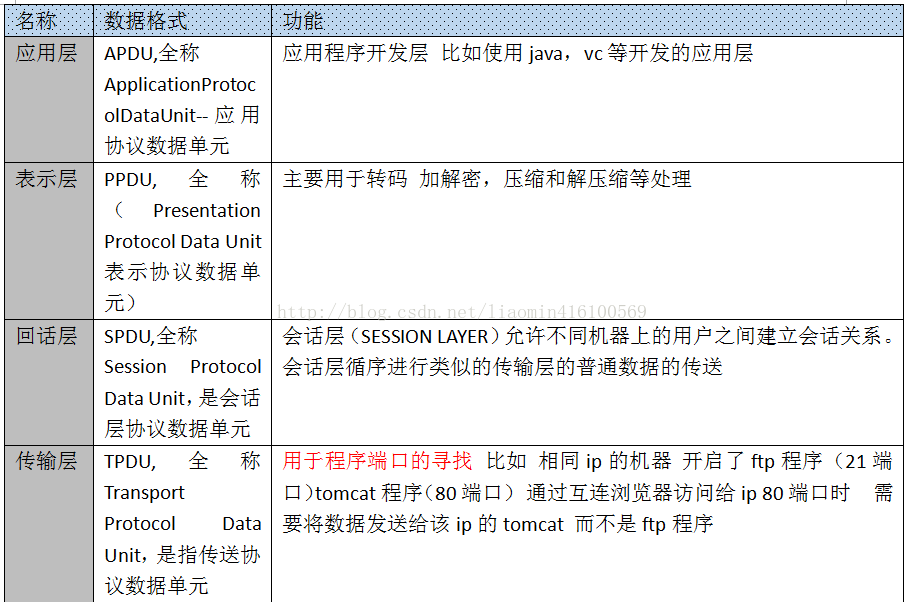 名称 数据格式 功能
应用层 APDU,全称 应用程序开发层 比如使用 java，vc 等开发的应用层
ApplicationProtoc
olDataUnit--应用
协议数据单元
表示层 PPDU, 全称 主要用于转码 加解密，压缩和解压缩等处理
（ Presentation
Protocol Data Unit
表示协议数据单
元）
http://blog.csdn.net/liaomin416100569
回话层 SPDU,全称 会话层（SESSION LAYER）允许不同机器上的用户之间建立会话关系。
Session Protocol 会话层循序进行类似的传输层的普通数据的传送
Data Unit，是会话
层协议数据单元
传输层 TPDU, 全称 用于程序端口的寻找 比如 相同 ip 的机器 开启了 ftp 程序（21 端
Transport 口)tomcat 程序（80 端口）通过互连浏览器访问给 ip 80 端口时 需
Protocol Data 要将数据发送给该 ip 的 tomcat 而不是 ftp 程序
Unit，是指传送协
议数据单元